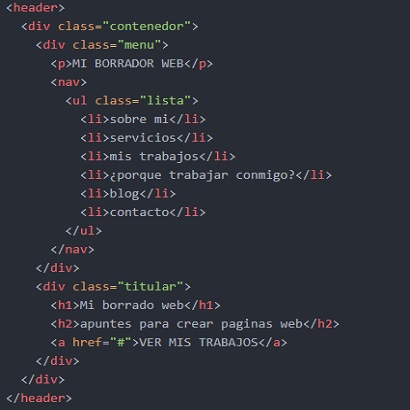 <header>
  <div class="contenedor">
    <div class="menu">
      <p>MI BORRADOR WEB</p>
      <nav>
        <ul class="lista">
          <li>sobre mi</li>
          <li>servicios</li>
          <li>mis trabajos</li>
          <li>¿porque trabajar conmigo?</li>
          <li>blog</li>
          <li>contacto</li>
        </ul>
      </nav>
    </div>
    <div class="titular">
      <h1>Mi borrado web</h1>
      <h2>apuntes para crear paginas web</h2>
      <a href="#">VER MIS TRABAJOS</a>
    </div>
  </div>
</header>